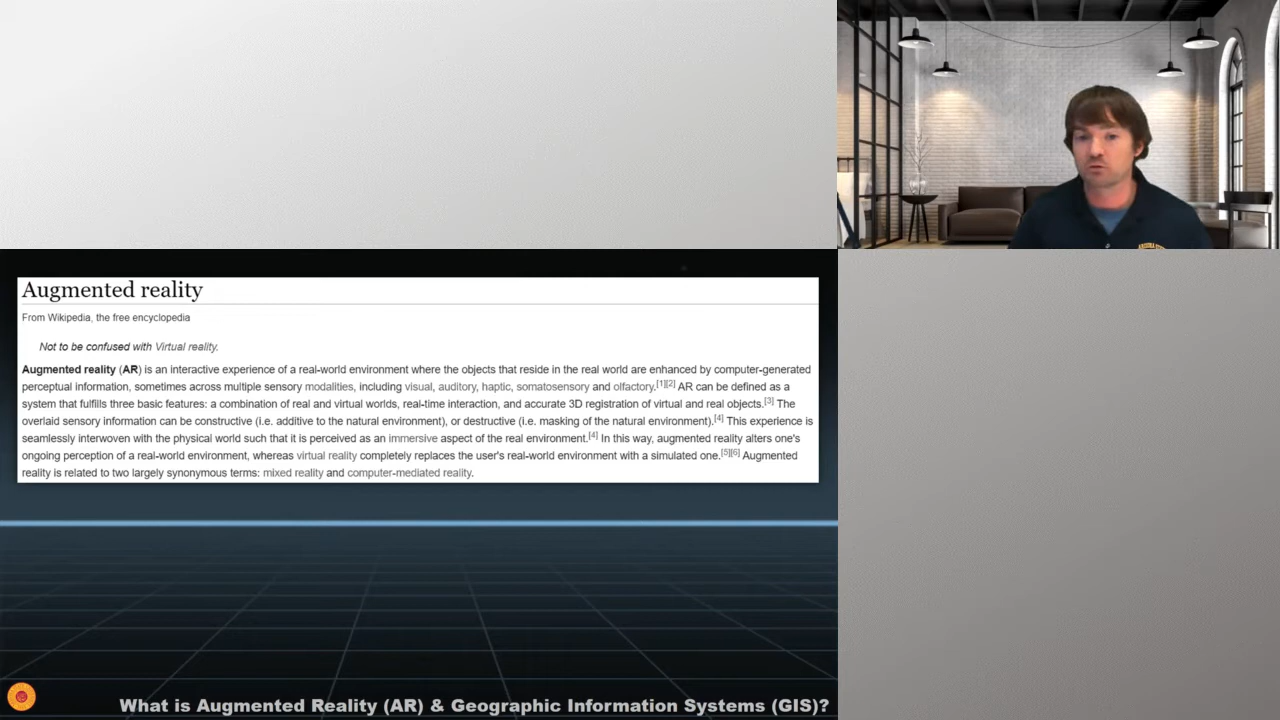 Augmented reality
From Wikipedia, the free encyclopedia
Not to be confused with Virtual reality.
Augmented reality (AR) is an interactive experience of a real-world environment where the objects that reside in the real world are enhanced by computer-generated
perceptual information, sometimes across multiple sensory modalities, including visual, auditory, haptic, somatosensory and olfactory.[1][2] AR can be defined as a
system that fulfills three basic features: a combination of real and virtual worlds, real-time interaction, and accurate 3D registration of virtual and real objects.[3] The
overlaid sensory information can be constructive (i.e. additive to the natural environment), or destructive (i.e. masking of the natural environment).[4] This experience is
seamlessly interwoven with the physical world such that it is perceived as an immersive aspect of the real environment.[4] In this way, augmented reality alters one's
ongoing perception of a real-world environment, whereas virtual reality completely replaces the user's real-world environment with a simulated one.[5][6] Augmented
reality is related to two largely synonymous terms: mixed reality and computer-mediated reality.
What is Augmented Reality (AR) & Geographic Information Systems (GIS)?